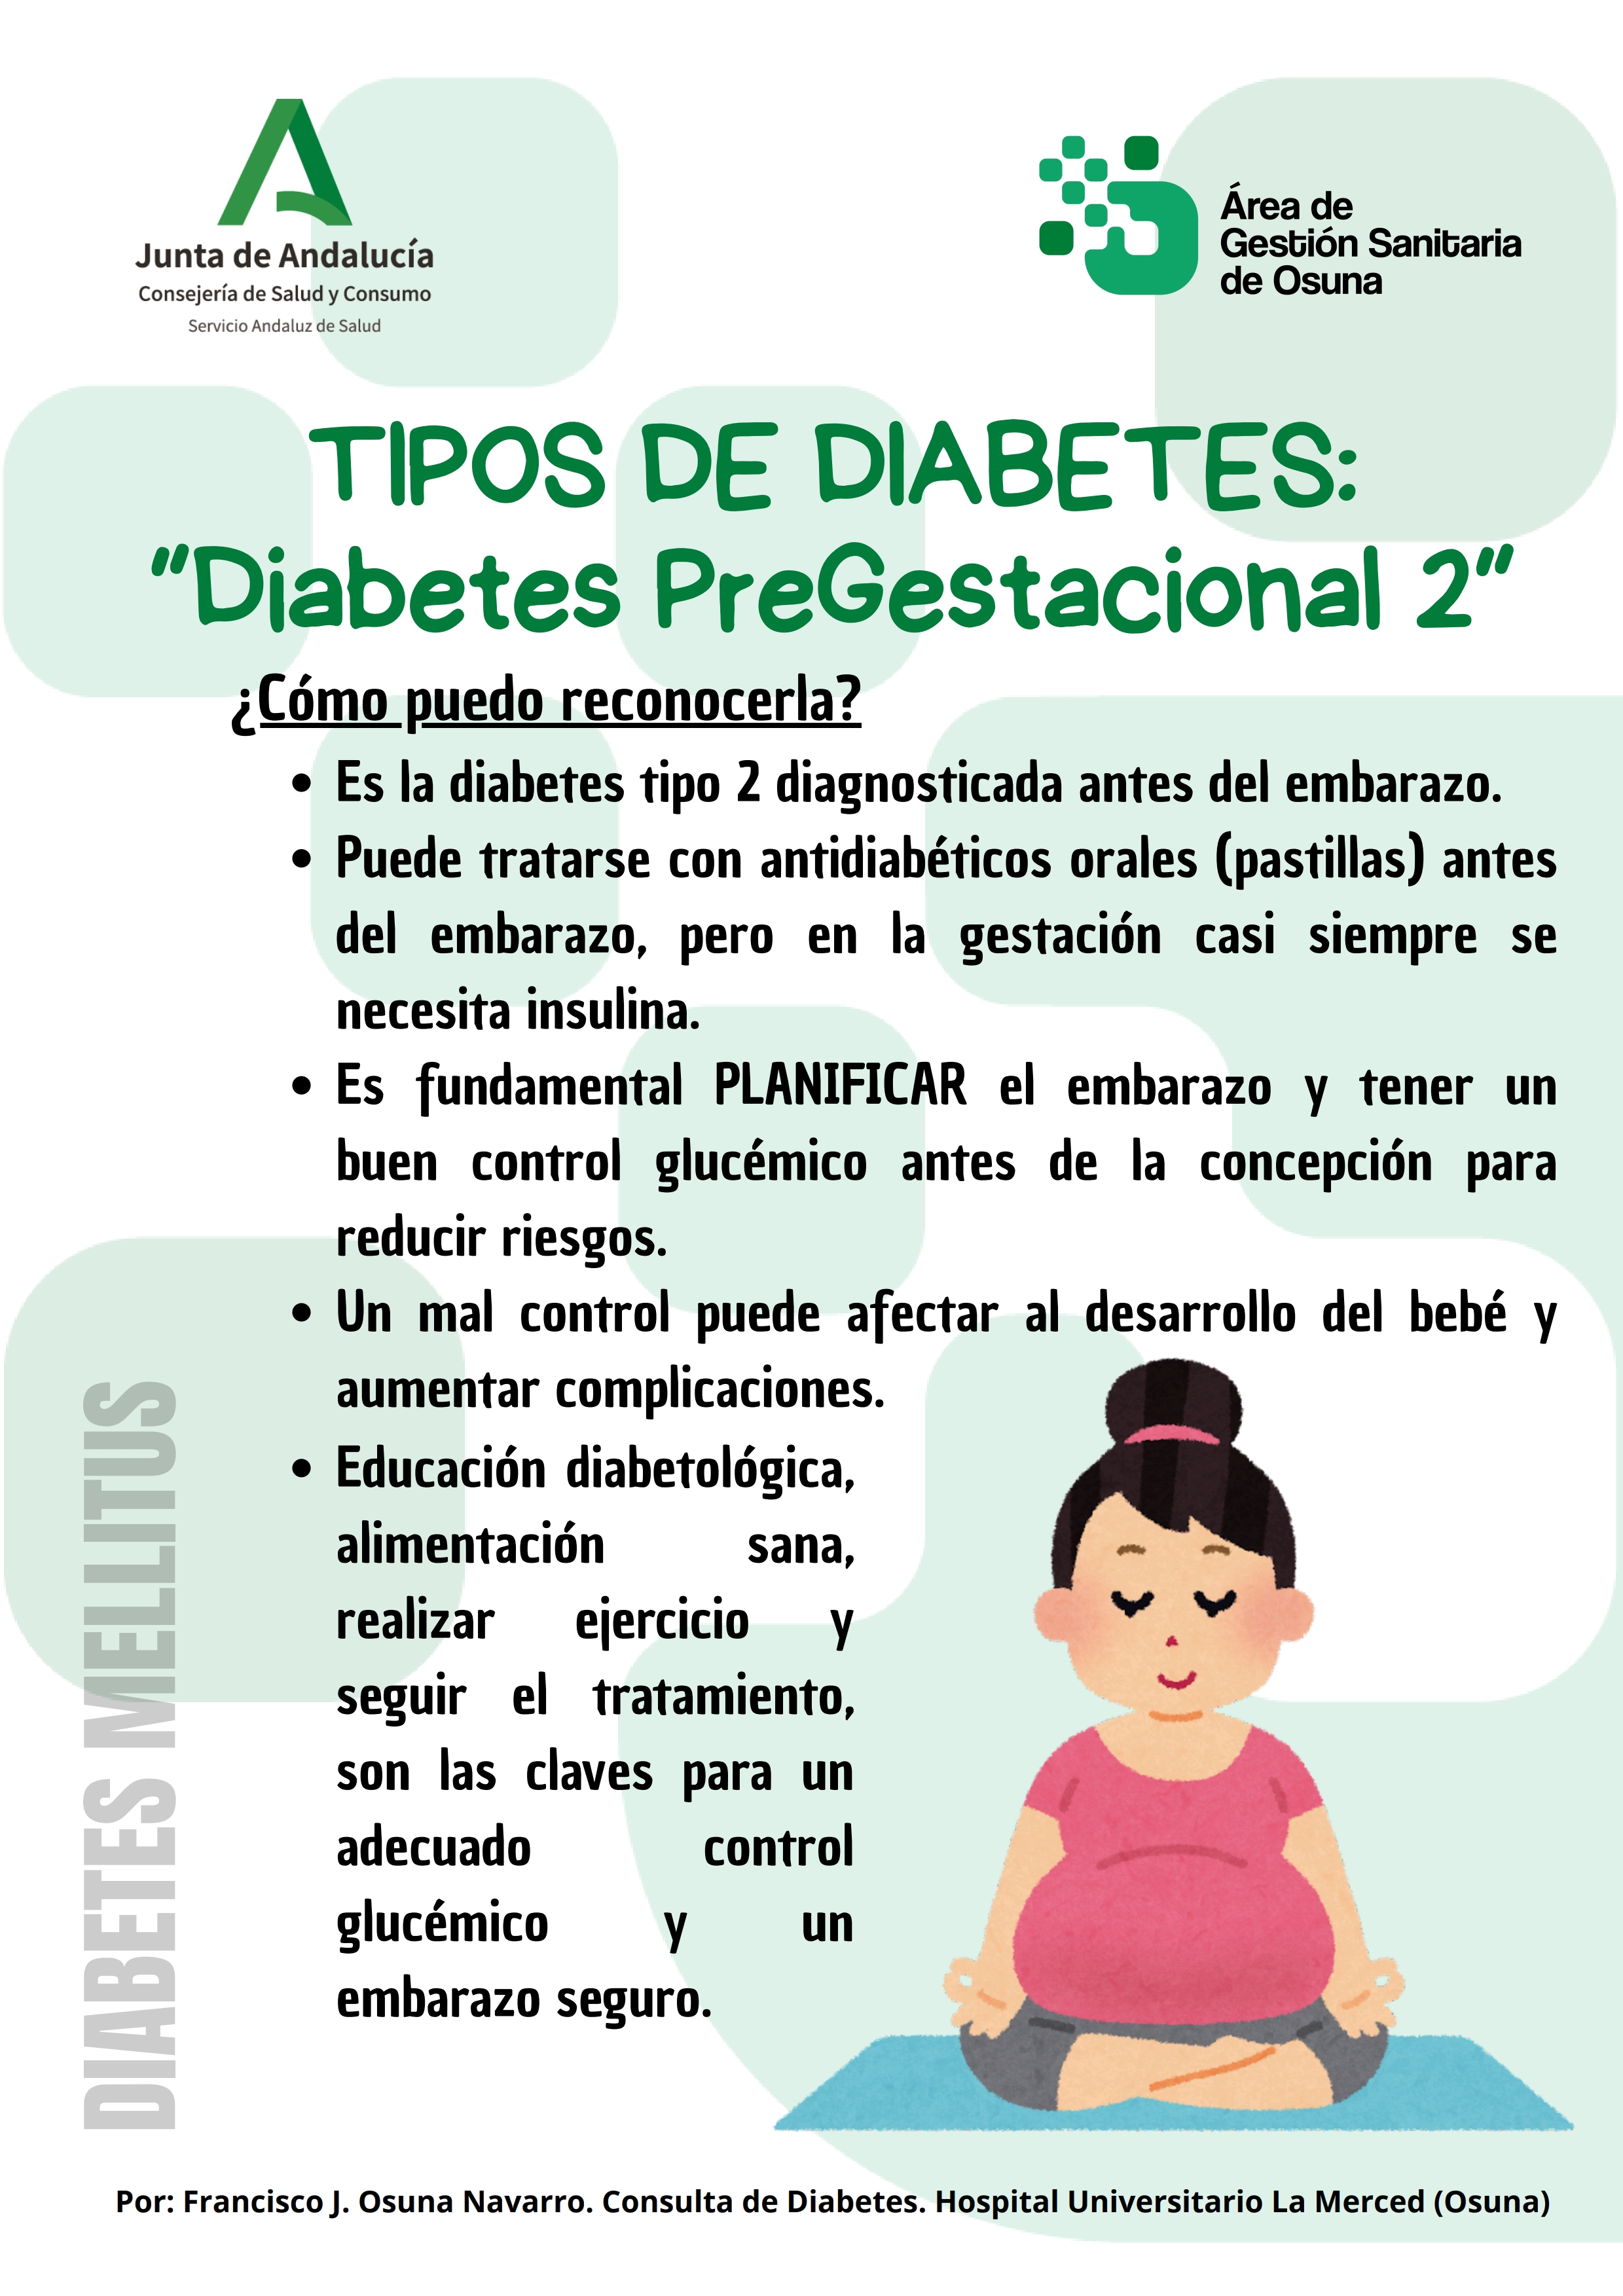 Junta de Andalucía
Consejería de Salud y Consumo
Servicio Andaluz de Salud
Área de
Gestión Sanitaria
de Osuna
TIPOS DE DIABETES:
"Diabetes PreGestacional 2"
¿Cómo puedo reconocerla?
• Es la diabetes tipo 2 diagnosticada antes del embarazo.
• Puede tratarse con antidiabéticos orales (pastillas) antes
del embarazo, pero en la gestación casi siempre se
necesita insulina.
• Es fundamental PLANIFICAR el embarazo y tener un
buen control glucémico antes de la concepción para
reducir riesgos.
• Un mal control puede afectar al desarrollo del bebé y
aumentar complicaciones.
• Educación diabetológica,
alimentación sana,
realizar ejercicio y
seguir el tratamiento,
son las claves para un
adecuado control
glucémico y un
embarazo seguro.
DIABETES MELLITUS
Por: Francisco J. Osuna Navarro. Consulta de Diabetes. Hospital Universitario La Merced (Osuna)